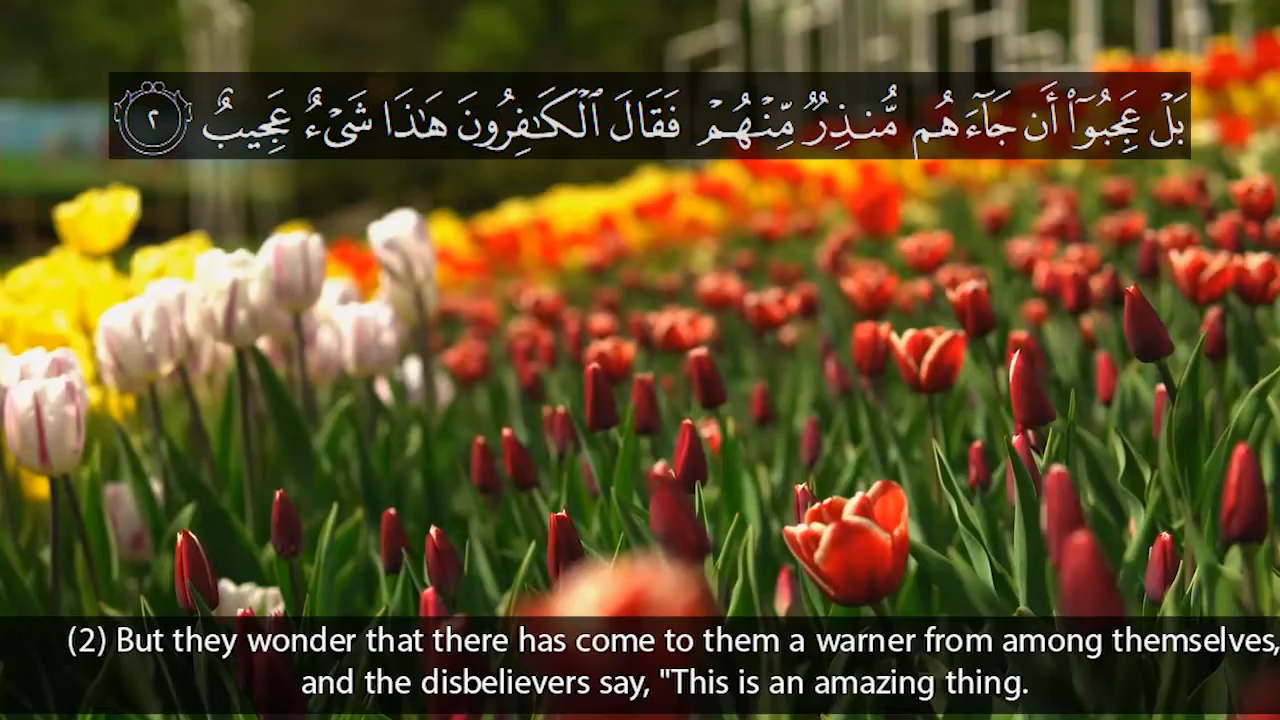 بَلْ عَجِبُوٓا۟ أَن جَآءَهُم مُّنذِرٌ مِّنْهُمْ فَقَالَ ٱلْكَـٰفِرُونَ هَـٰذَا شَىْءٌ عَجِيبٌ ٢
(2) But they wonder that there has come to them a warner from among themselves,
and the disbelievers say, "This is an amazing thing.